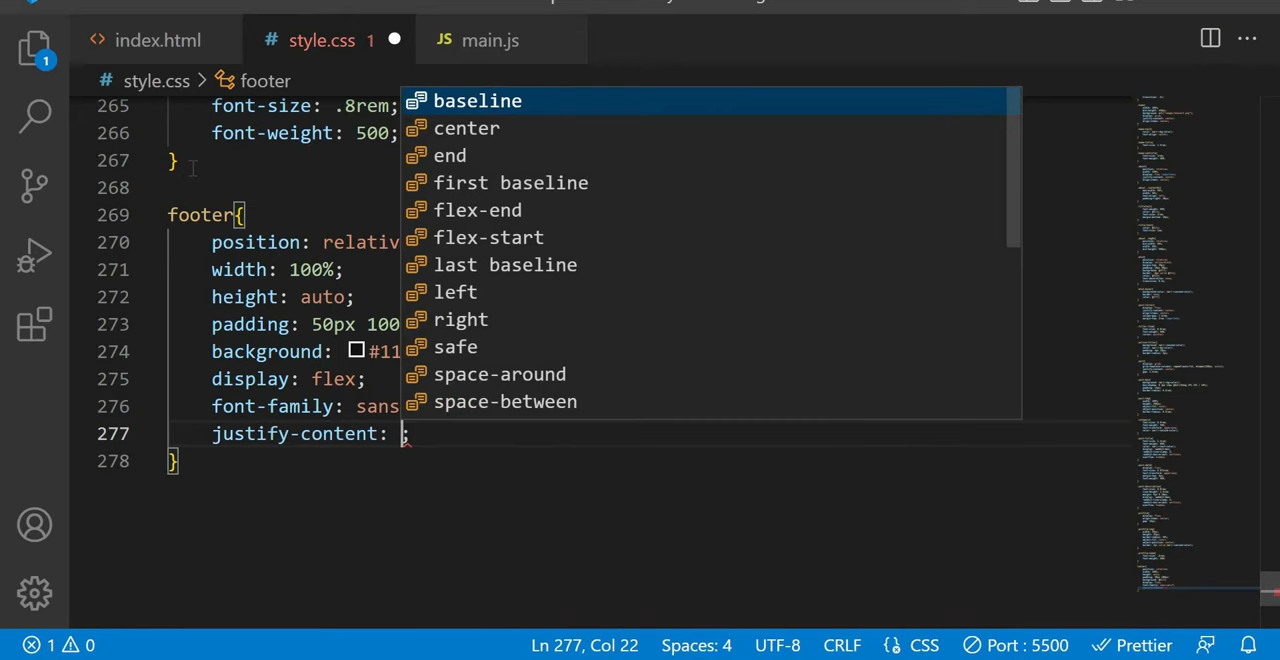 index.html
# style.css 1
JS main.js
1
# style.css > footer
265 font-size: .8rem;
266 font-weight: 500;
267 }
268
269 footer{
270 position: relativ
271 width: 100%;
272 height: auto;
273 padding: 50px 100
274 background: #11
275 display: flex;
276 font-family: sans
277 justify-content: ;
278 }
baseline
center
end
first baseline
flex-end
flex-start
last baseline
left
right
safe
space-around
space-between
1 0
Ln 277, Col 22
Spaces: 4
UTF-8
CRLF
{} CSS
Port : 5500
Prettier